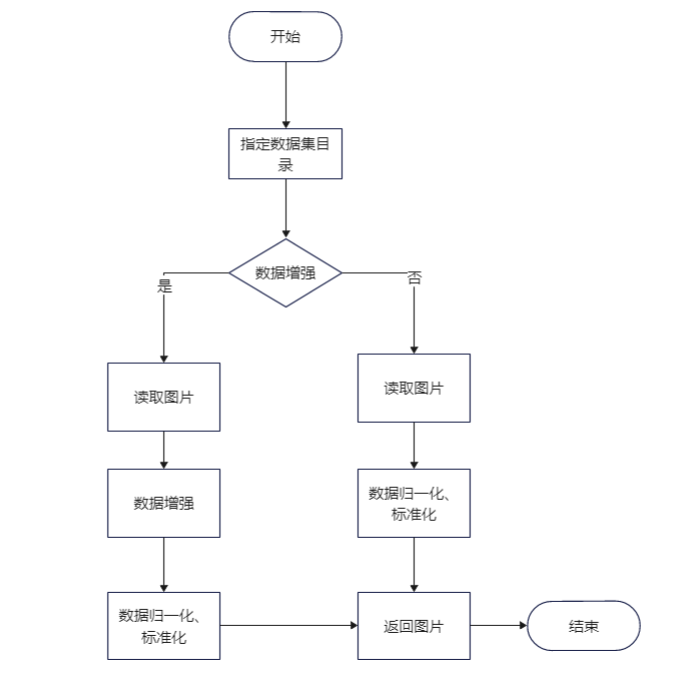 开始
指定数据集目
录
数据增强
是
否
读取图片
读取图片
数据增强
数据归一化、
标准化
数据归一化、
标准化
返回图片
结束